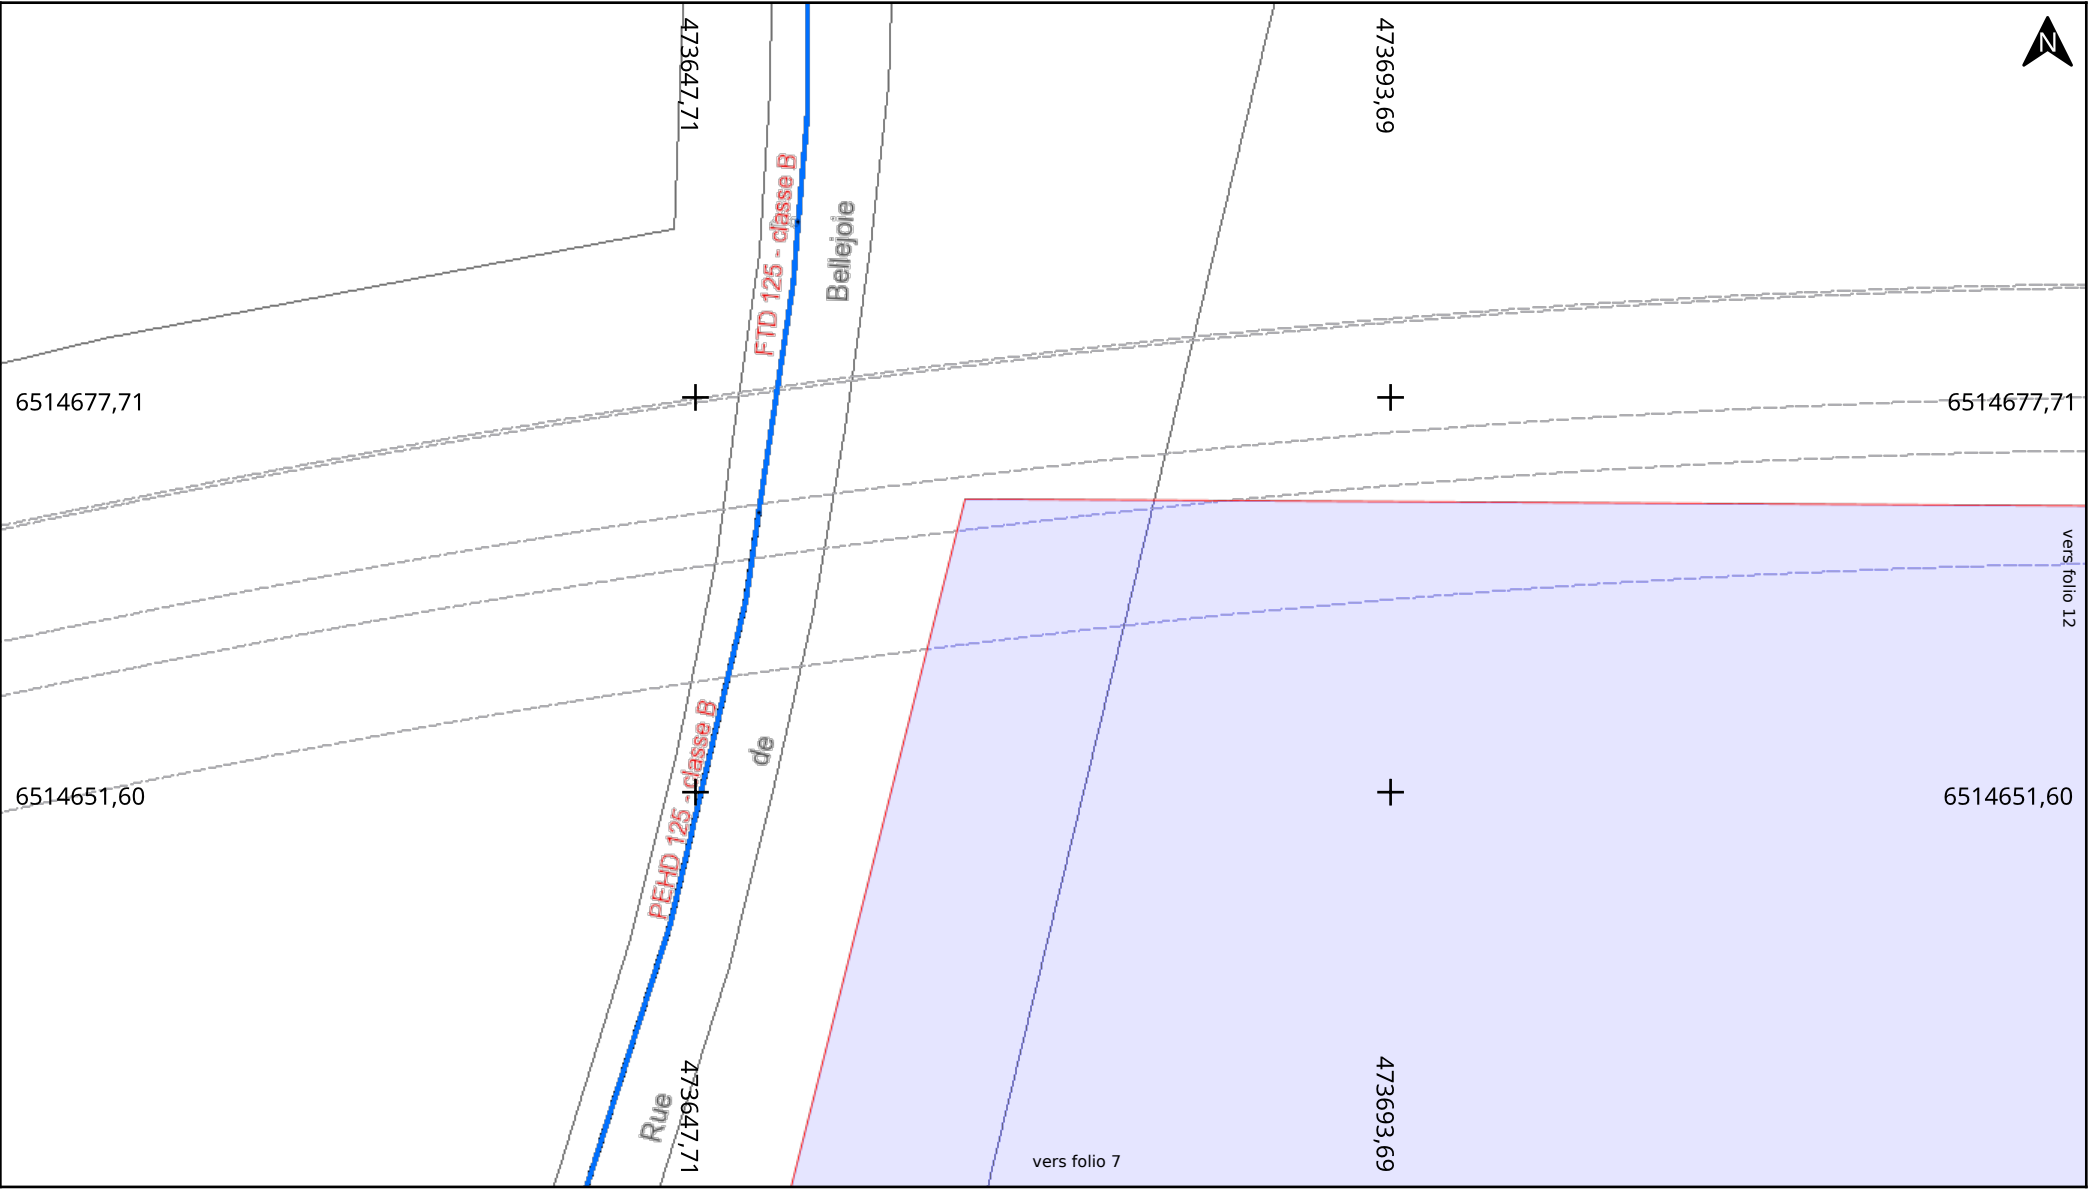 473647,71
473693,69
N
FTD 125 - classe B
Bellejoie
6514677,71
6514677,71
vers folio 12
PEHD 125 - classe B
de
6514651,60
6514651,60
Rue
473647,71
473693,69
vers folio 7